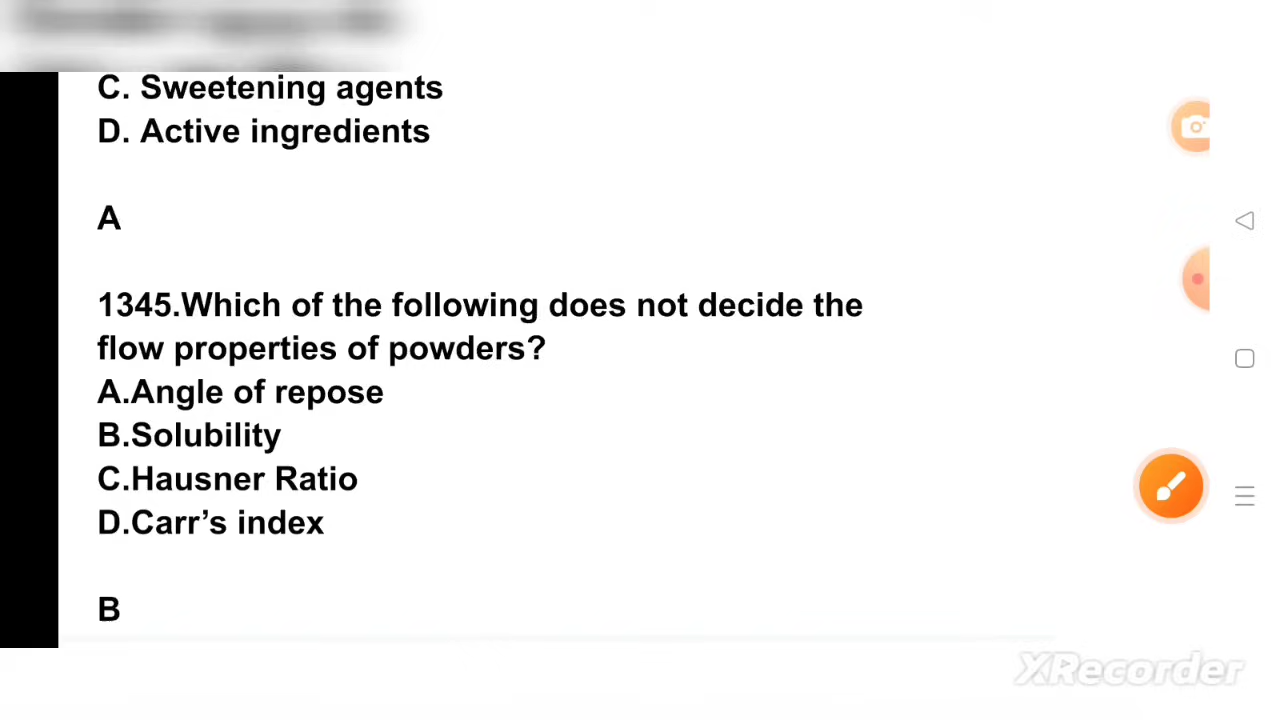 C. Sweetening agents
D. Active ingredients
A
1345.Which of the following does not decide the
flow properties of powders?
A.Angle of repose
B.Solubility
C.Hausner Ratio
D.Carr’s index
B
XRecorder